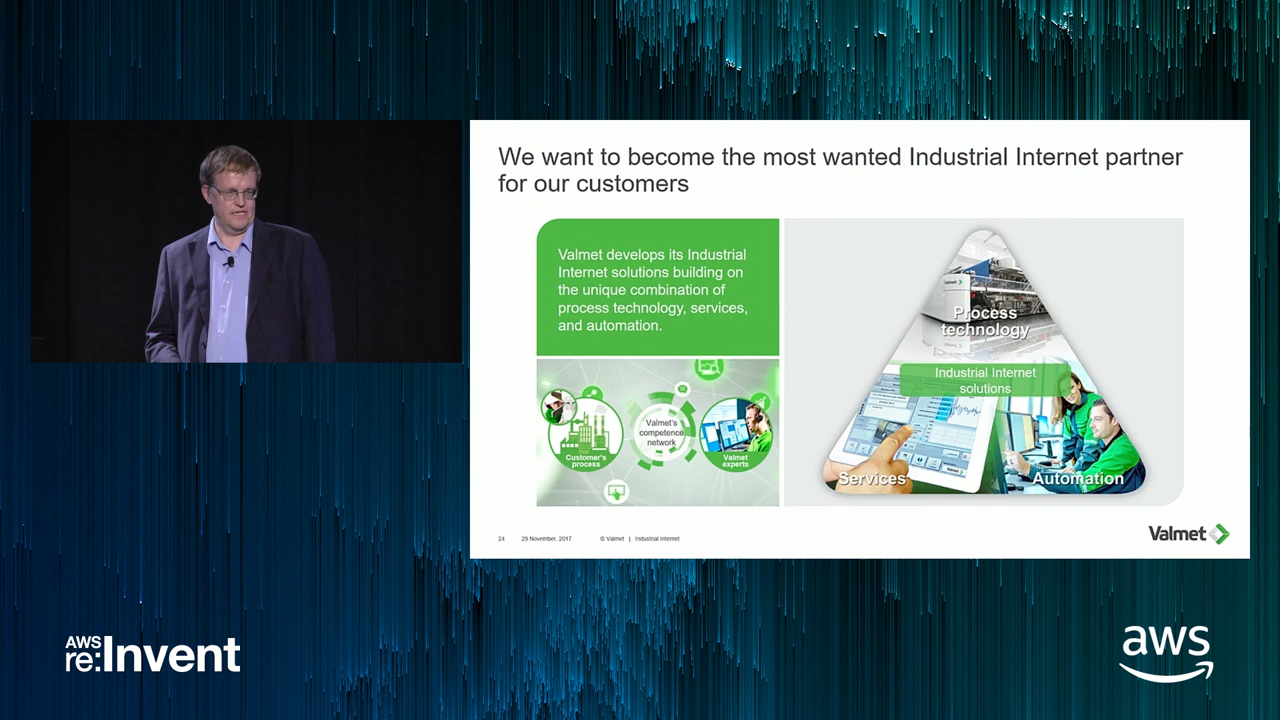 We want to become the most wanted Industrial Internet partner
for our customers
Valmet develops its Industrial
Internet solutions building on
the unique combination of
process technology, services,
and automation.
Customer's
process
Valmet's
competence
network
Valmet
experts
Valmet
Process
technology
Industrial Internet
solutions
Services
Automation
24 29 November, 2017 © Valmet | Industrial Internet
Valmet
AWS
re:Invent
aws